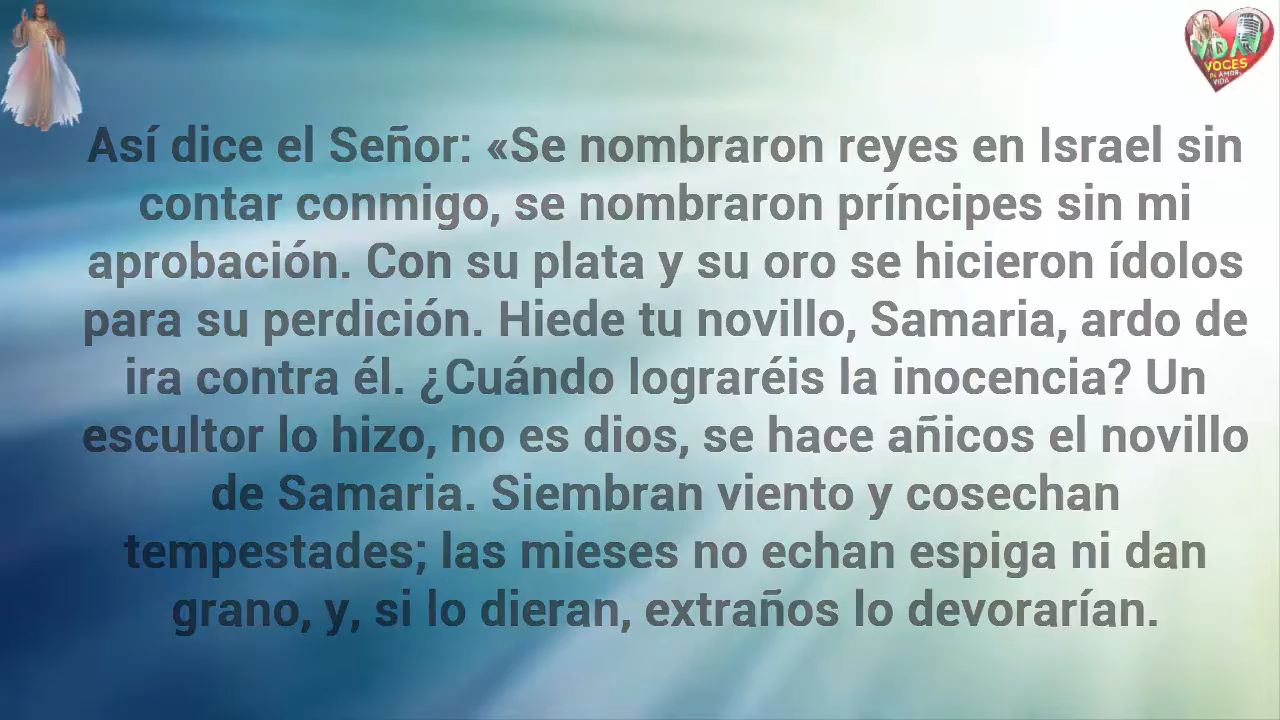 Así dice el Señor: «Se nombraron reyes en Israel sin
contar conmigo, se nombraron príncipes sin mi
aprobación. Con su plata y su oro se hicieron ídolos
para su perdición. Hiede tu novillo, Samaria, ardo de
ira contra él. ¿Cuándo lograréis la inocencia? Un
escultor lo hizo, no es dios, se hace añicos el novillo
de Samaria. Siembran viento y cosechan
tempestades; las mieses no echan espiga ni dan
grano, y, si lo dieran, extraños lo devorarían.
VDAV
VOCES
DE AMOR Y
VIDA